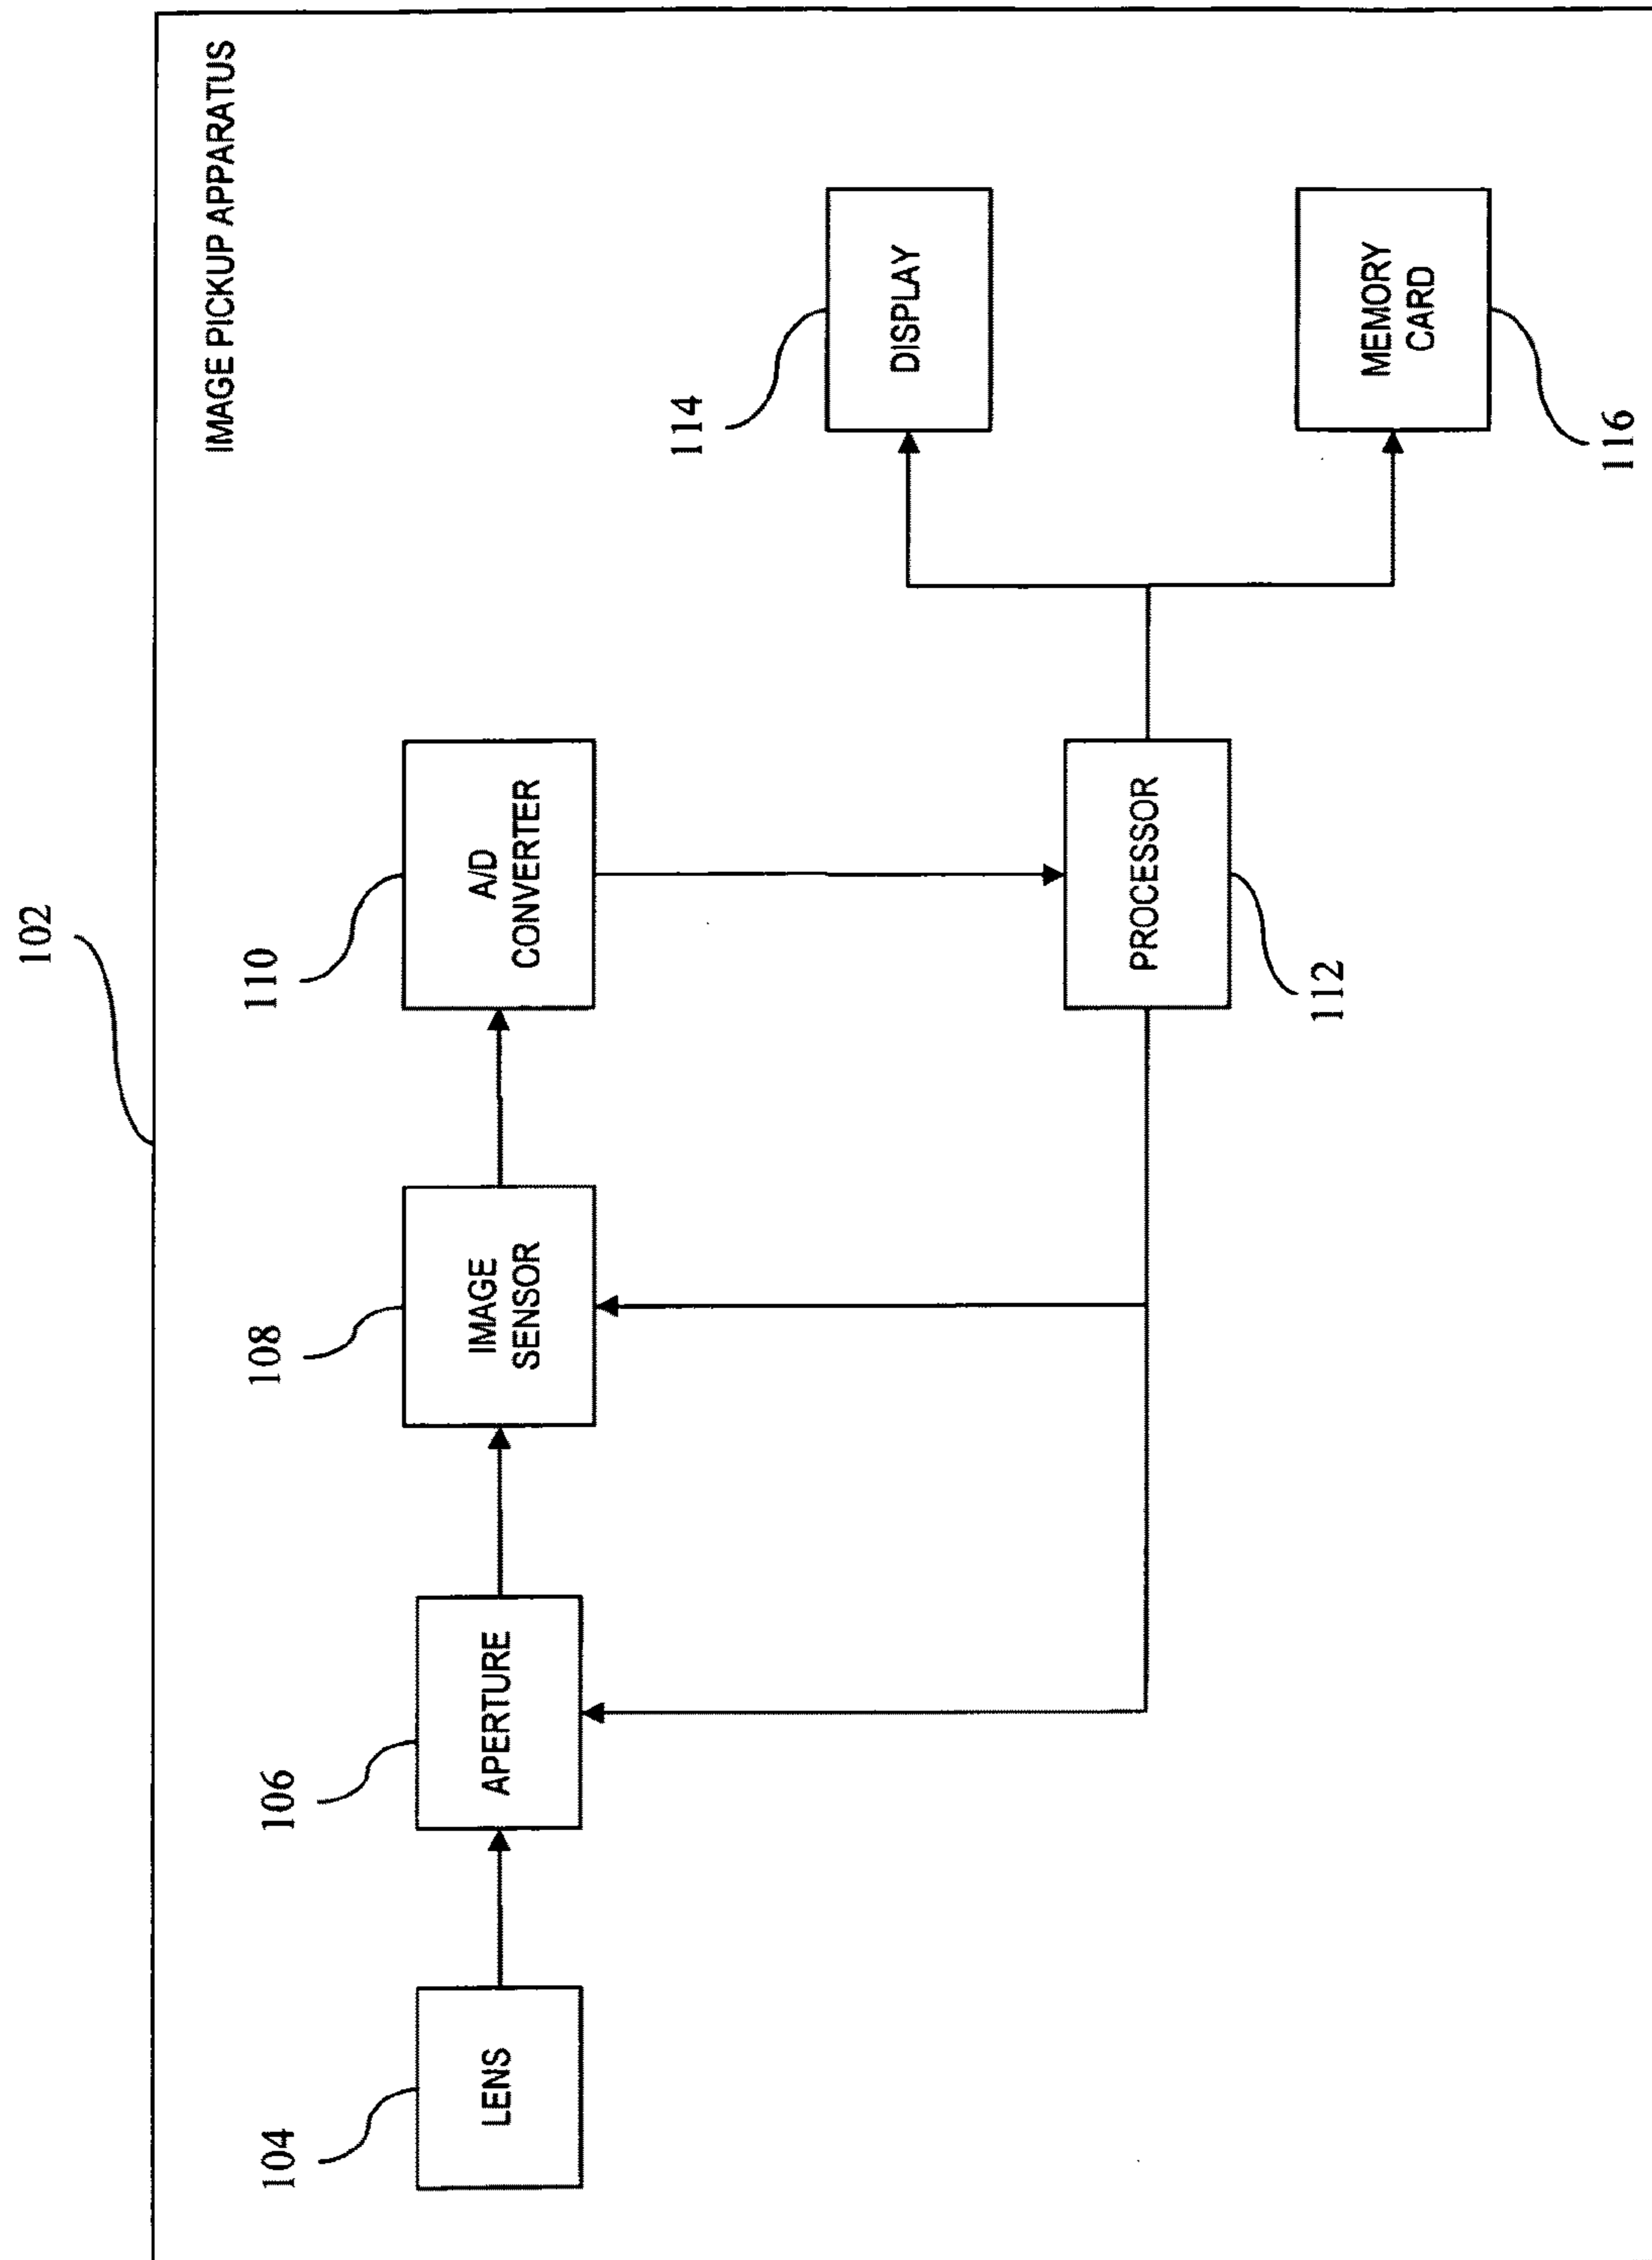 102
IMAGE PICKUP APPARATUS
104
LENS
106
APERTURE
108
IMAGE
SENSOR
110
A/D
CONVERTER
114
DISPLAY
112
PROCESSOR
116
MEMORY
CARD